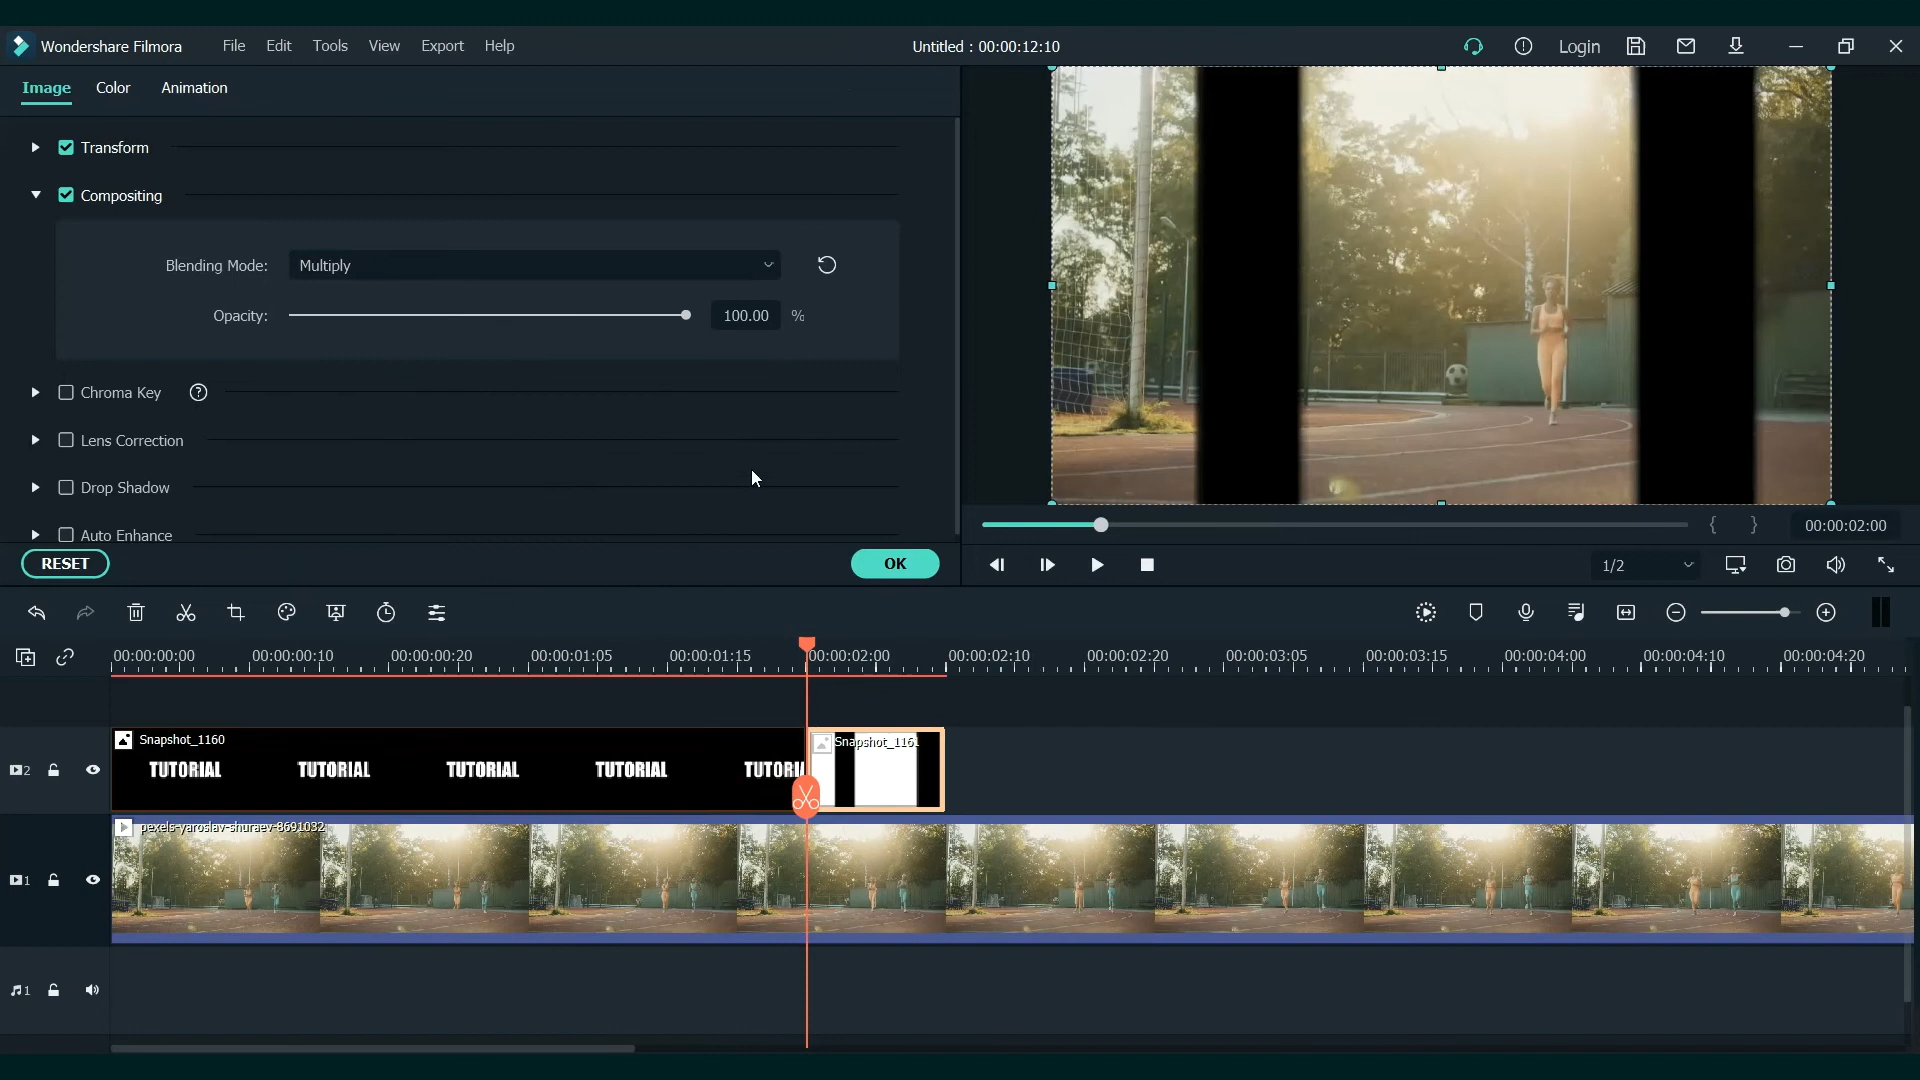 Wondershare Filmora File Edit Tools View Export Help Untitled : 00:00:12:10 Login
Image Color Animation
Transform
Compositing
Blending Mode: Multiply
Opacity: 100.00 %
Chroma Key ?
Lens Correction
Drop Shadow
Auto Enhance
{ } 00:00:02:00
RESET OK
1/2
00:00:00:00 00:00:00:10 00:00:00:20 00:00:01:05 00:00:01:15 00:00:02:00 00:00:02:10 00:00:02:20 00:00:03:05 00:00:03:15 00:00:04:00 00:00:04:10 00:00:04:20
Snapshot_1160 Snapshot_1161
2 TUTORIAL TUTORIAL TUTORIAL TUTORIAL TUTORIAL
pexels-yaroslav-shuraev-8691032
1
1